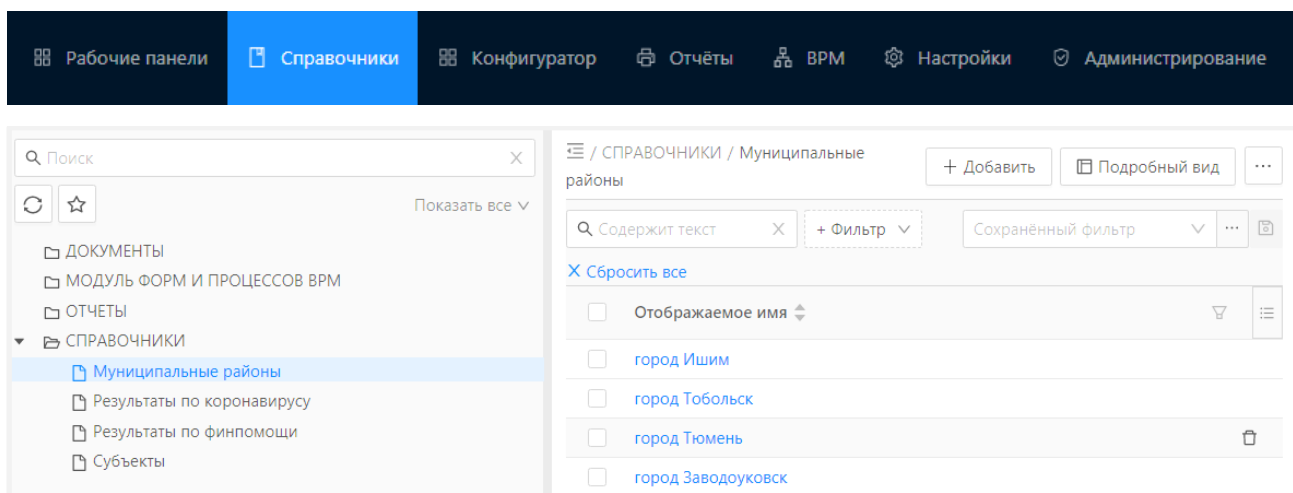 Рабочие панели Справочники Конфигуратор Отчёты BPM Настройки Администрирование
Поиск
Показать все
ДОКУМЕНТЫ
МОДУЛЬ ФОРМ И ПРОЦЕССОВ BPM
ОТЧЕТЫ
СПРАВОЧНИКИ
Муниципальные районы
Результаты по коронавирусу
Результаты по финпомощи
Субъекты
/ СПРАВОЧНИКИ / Муниципальные
районы
+ Добавить Подробный вид ...
Содержит текст + Фильтр Сохранённый фильтр ...
Сбросить все
Отображаемое имя
город Ишим
город Тобольск
город Тюмень
город Заводоуковск